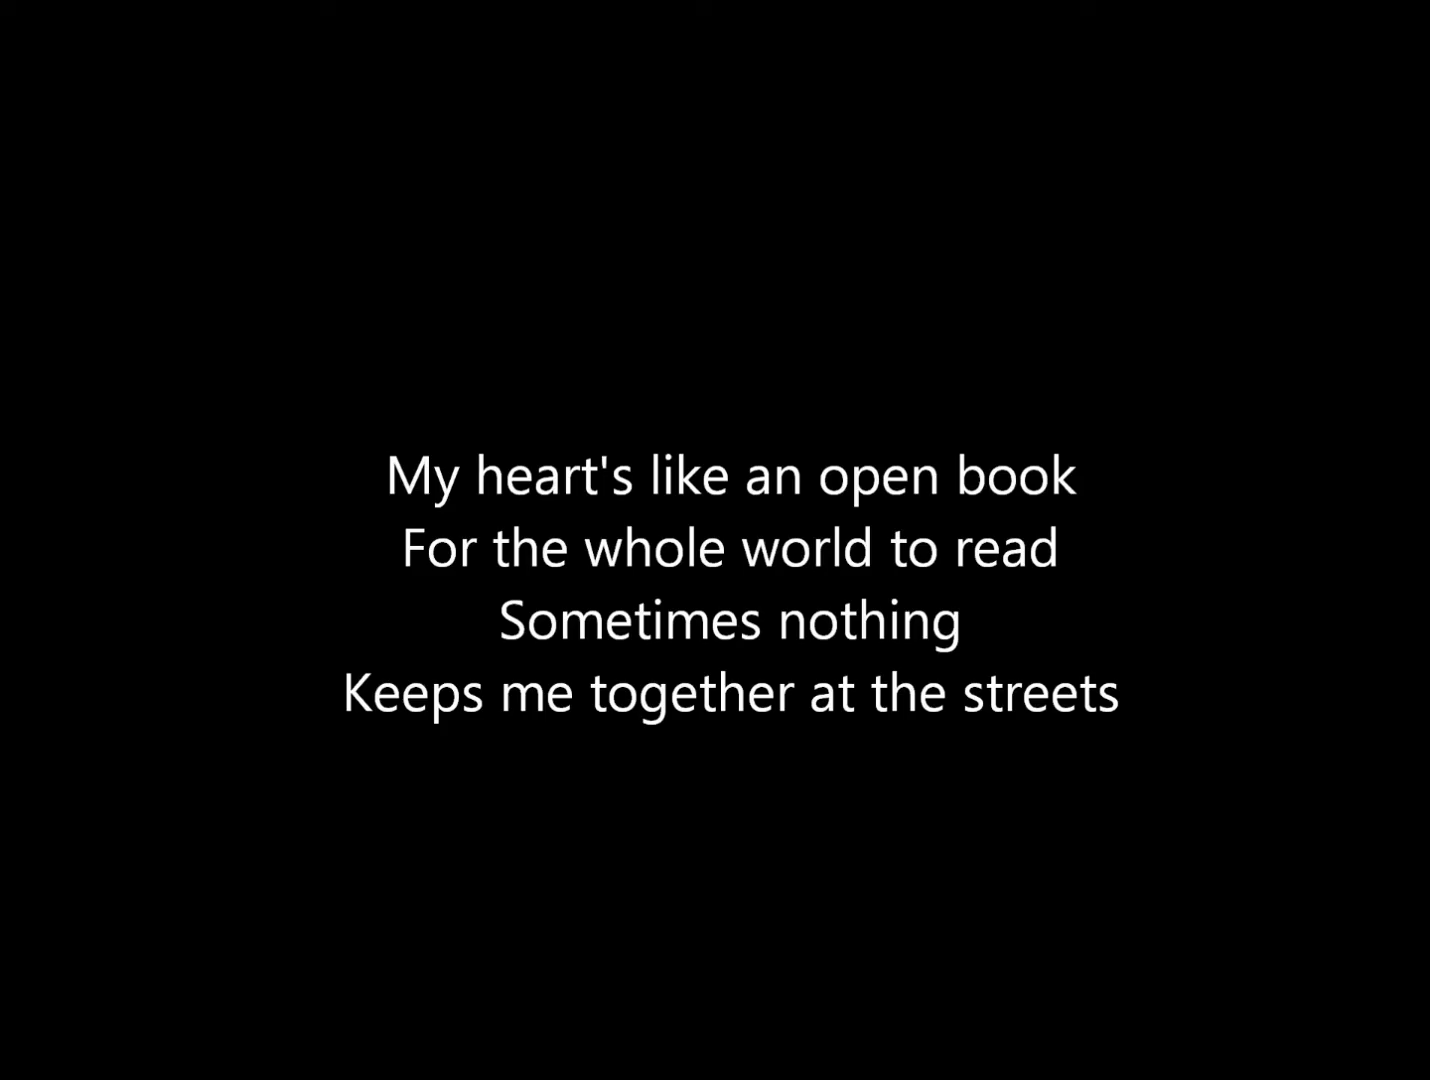 My heart's like an open book
For the whole world to read
Sometimes nothing
Keeps me together at the streets